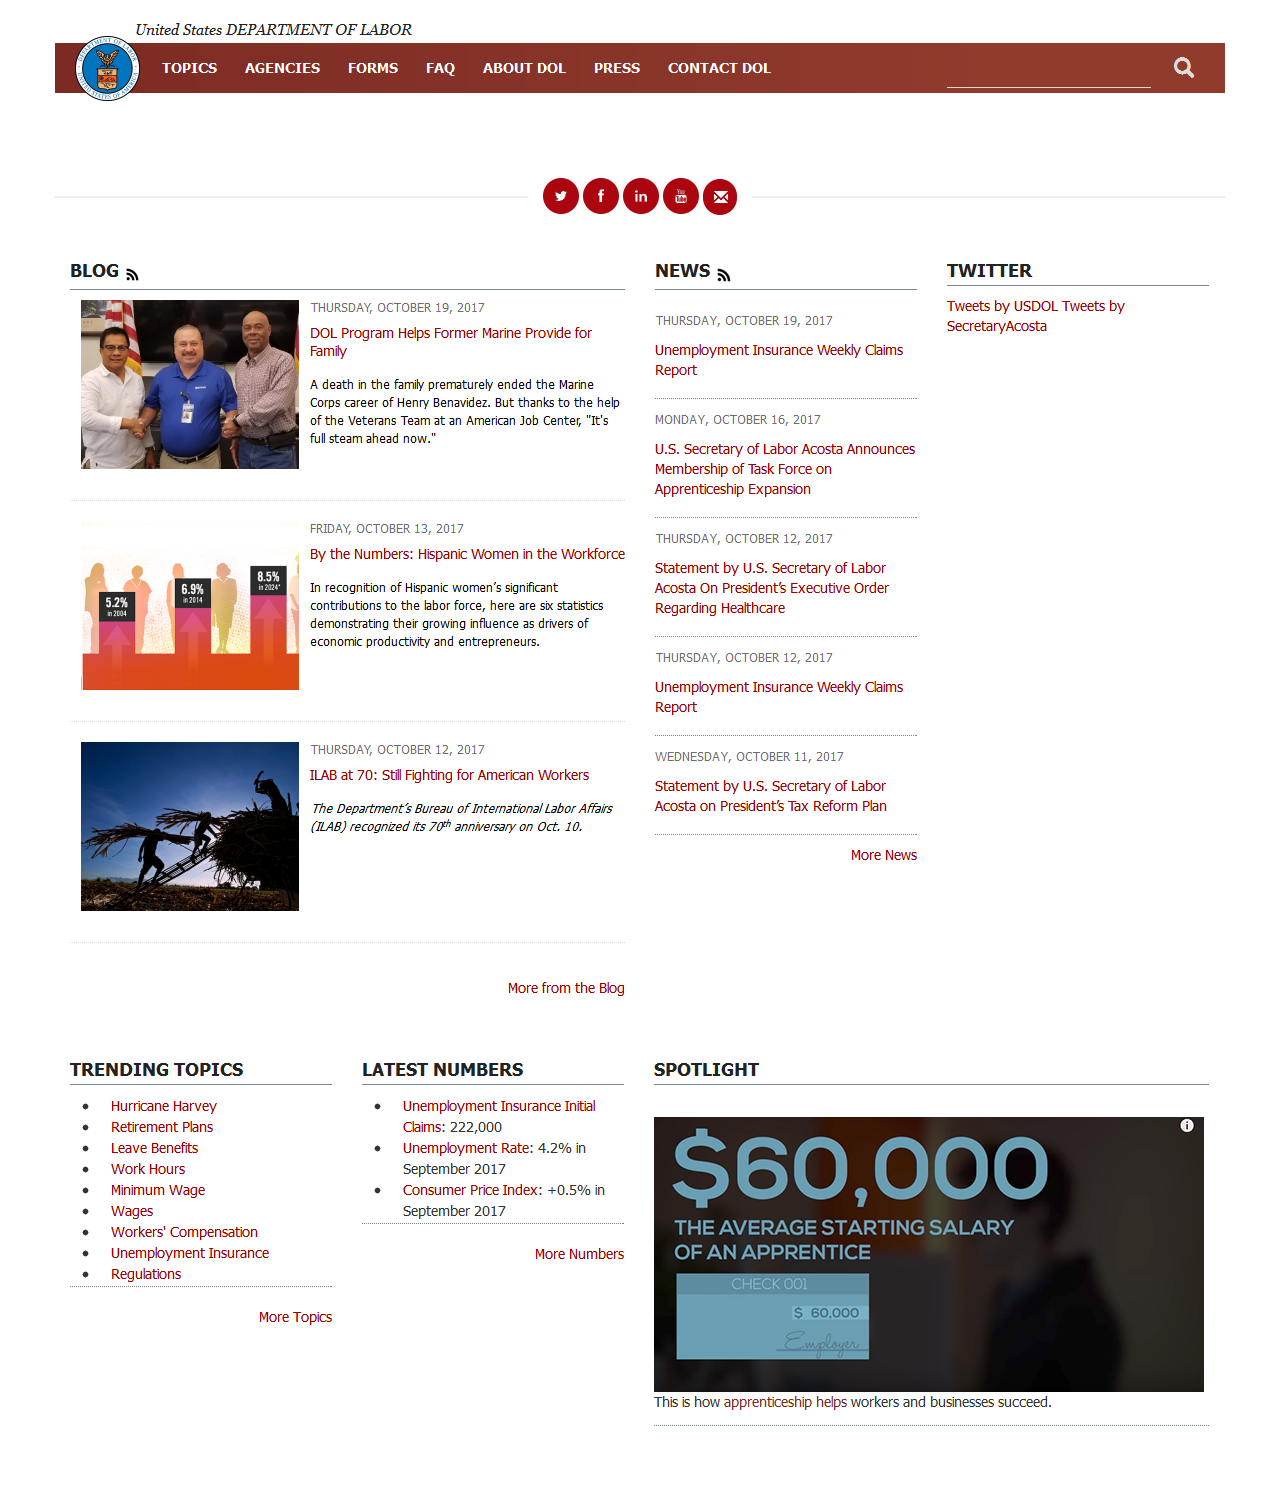 United States DEPARTMENT OF LABOR
TOPICS AGENCIES FORMS FAQ ABOUT DOL PRESS CONTACT DOL
BLOG
THURSDAY, OCTOBER 19, 2017
DOL Program Helps Former Marine Provide for
Family
A death in the family prematurely ended the Marine
Corps career of Henry Benavidez. But thanks to the help
of the Veterans Team at an American Job Center, "It's
full steam ahead now."
FRIDAY, OCTOBER 13, 2017
By the Numbers: Hispanic Women in the Workforce
In recognition of Hispanic women’s significant
contributions to the labor force, here are six statistics
demonstrating their growing influence as drivers of
economic productivity and entrepreneurs.
5.2%
in 2004
6.9%
in 2014
8.5%
in 2024*
THURSDAY, OCTOBER 12, 2017
ILAB at 70: Still Fighting for American Workers
The Department’s Bureau of International Labor Affairs
(ILAB) recognized its 70th anniversary on Oct. 10.
More from the Blog
NEWS
THURSDAY, OCTOBER 19, 2017
Unemployment Insurance Weekly Claims
Report
MONDAY, OCTOBER 16, 2017
U.S. Secretary of Labor Acosta Announces
Membership of Task Force on
Apprenticeship Expansion
THURSDAY, OCTOBER 12, 2017
Statement by U.S. Secretary of Labor
Acosta On President’s Executive Order
Regarding Healthcare
THURSDAY, OCTOBER 12, 2017
Unemployment Insurance Weekly Claims
Report
WEDNESDAY, OCTOBER 11, 2017
Statement by U.S. Secretary of Labor
Acosta on President’s Tax Reform Plan
More News
TWITTER
Tweets by USDOL Tweets by
SecretaryAcosta
TRENDING TOPICS
Hurricane Harvey
Retirement Plans
Leave Benefits
Work Hours
Minimum Wage
Wages
Workers' Compensation
Unemployment Insurance
Regulations
More Topics
LATEST NUMBERS
Unemployment Insurance Initial
Claims: 222,000
Unemployment Rate: 4.2% in
September 2017
Consumer Price Index: +0.5% in
September 2017
More Numbers
SPOTLIGHT
$60,000
THE AVERAGE STARTING SALARY
OF AN APPRENTICE
CHECK 001
$ 60,000
Employer
This is how apprenticeship helps workers and businesses succeed.